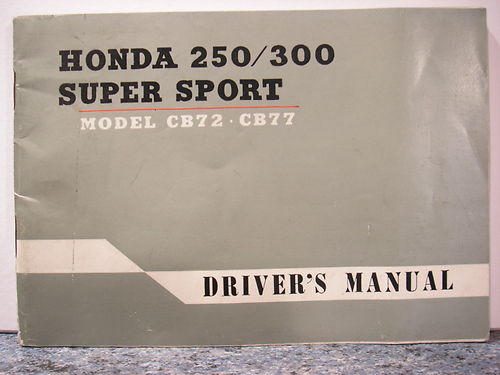 HONDA 250/300
SUPER SPORT
MODEL CB72 · CB77
DRIVER'S MANUAL